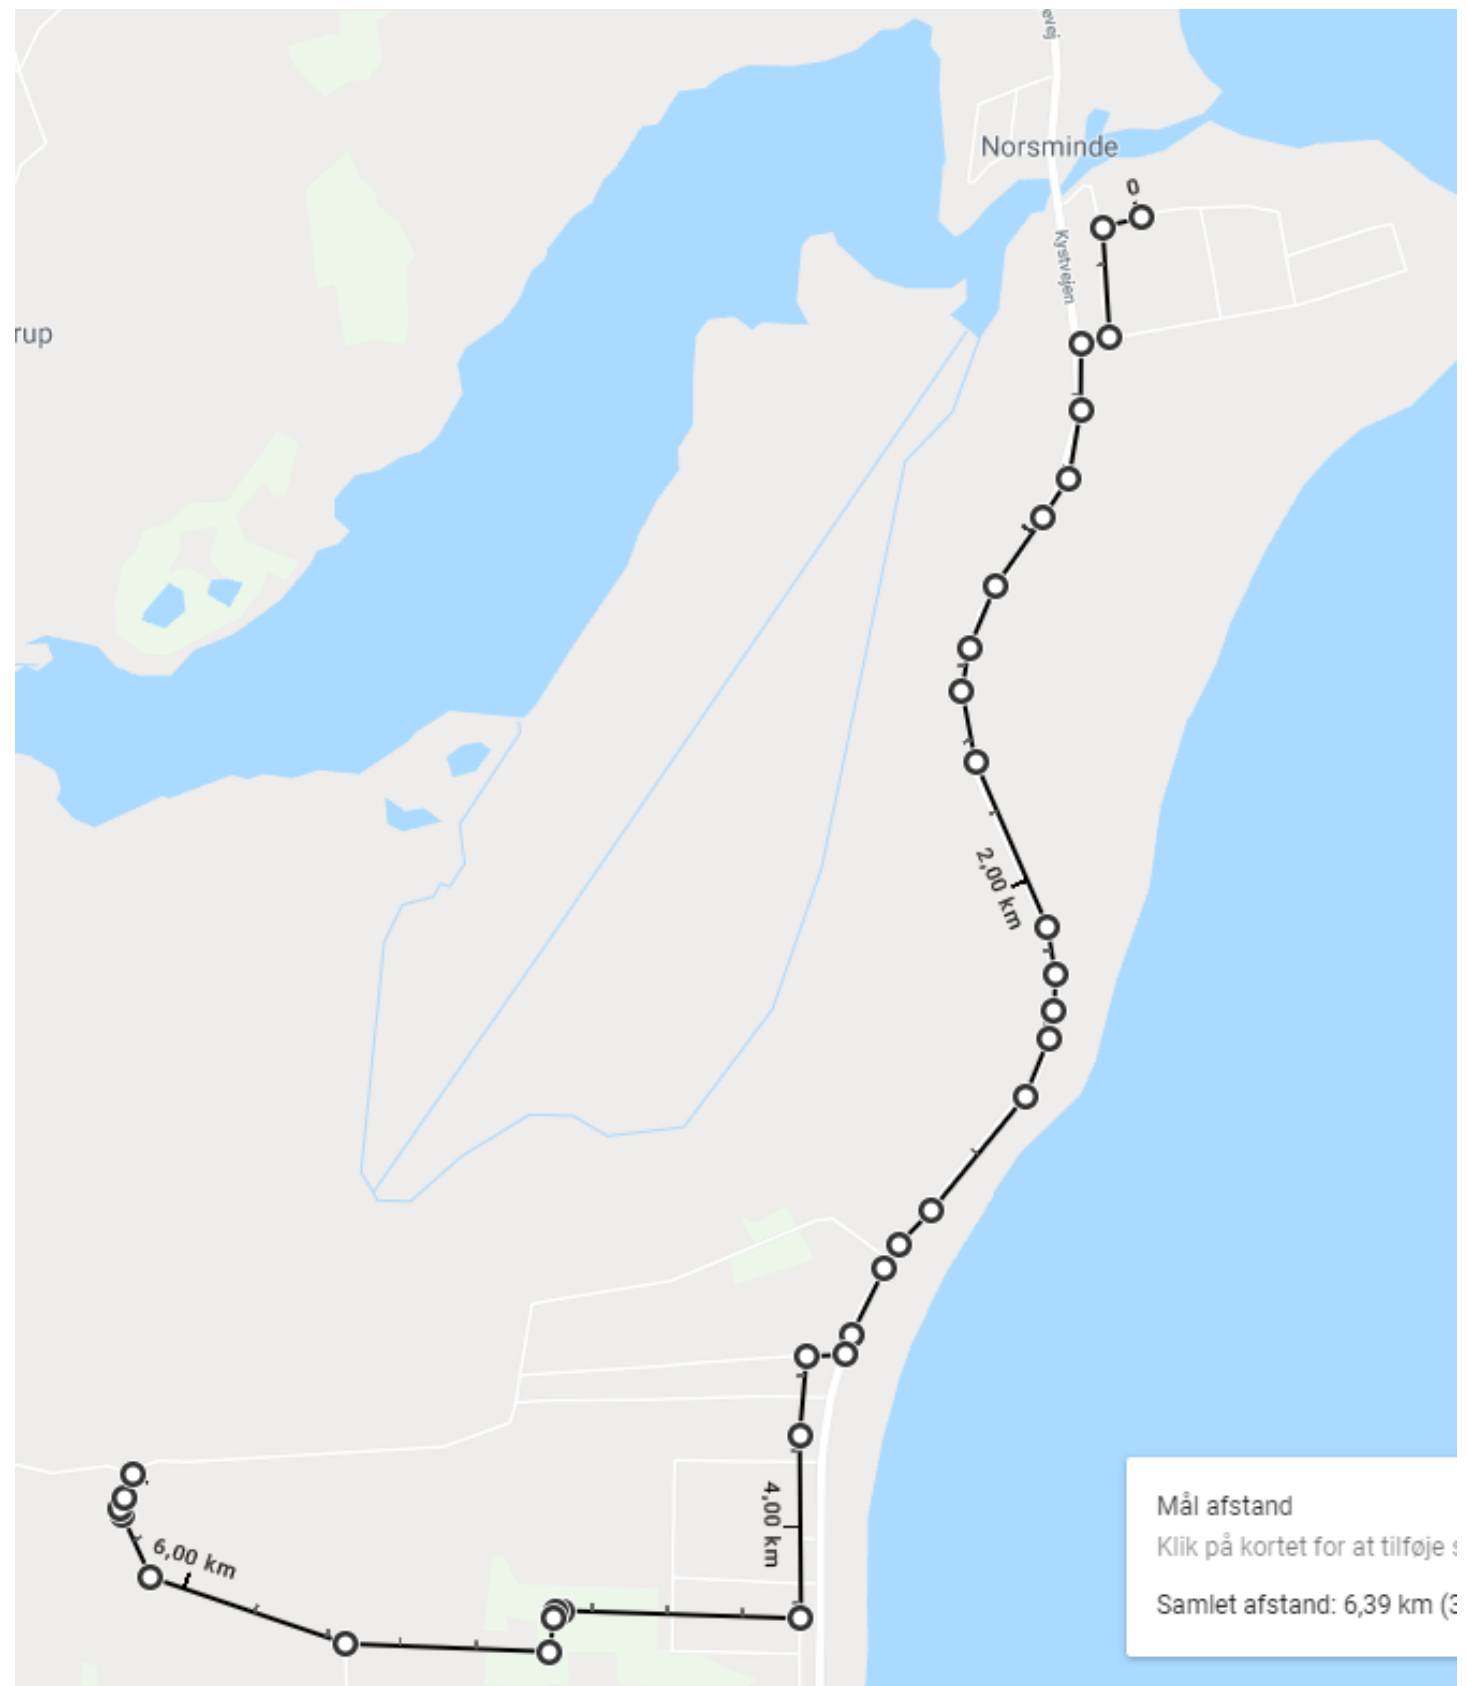 Norsminde
0
Kystvejen
rup
2,00 km
4,00 km
6,00 km
Mål afstand
Klik på kortet for at tilføje s
Samlet afstand: 6,39 km (3